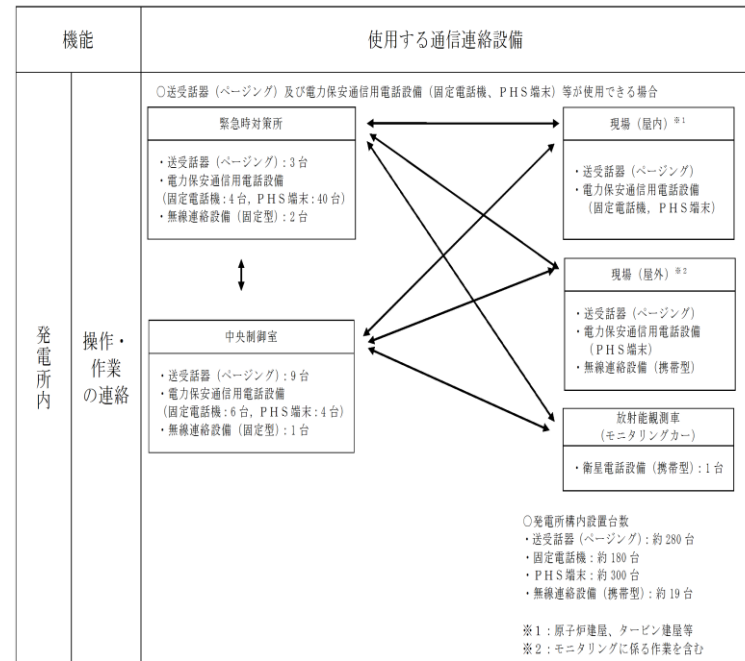 機能
使用する通信連絡設備
発電所内
操作・
作業
の連絡
○送受話器（ページング）及び電力保安通信用電話設備（固定電話機、ＰＨＳ端末）等が使用できる場合
緊急時対策所
・送受話器（ページング）：3台
・電力保安通信用電話設備
（固定電話機：4台，ＰＨＳ端末：40台）
・無線連絡設備（固定型）：2台
中央制御室
・送受話器（ページング）：9台
・電力保安通信用電話設備
（固定電話機：6台，ＰＨＳ端末：4台）
・無線連絡設備（固定型）：1台
現場（屋内）※1
・送受話器（ページング）
・電力保安通信用電話設備
（固定電話機，ＰＨＳ端末）
現場（屋外）※2
・送受話器（ページング）
・電力保安通信用電話設備
（ＰＨＳ端末）
・無線連絡設備（携帯型）
放射能観測車
（モニタリングカー）
・衛星電話設備（携帯型）：1台
○発電所構内設置台数
・送受話器（ページング）：約280台
・固定電話機：約180台
・ＰＨＳ端末：約300台
・無線連絡設備（携帯型）：約19台
※1：原子炉建屋、タービン建屋等
※2：モニタリングに係る作業を含む